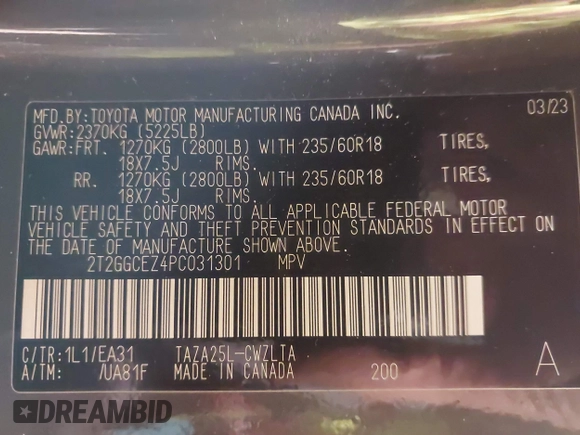 MFD.BY:TOYOTA MOTOR MANUFACTURING CANADA INC. 03/23
GVWR:2370KG (5225LB)
GAWR:FRT. 1270KG (2800LB) WITH 235/60R18 TIRES,
18X7.5J RIMS.
RR. 1270KG (2800LB) WITH 235/60R18 TIRES,
18X7.5J RIMS.
THIS VEHICLE CONFORMS TO ALL APPLICABLE FEDERAL MOTOR
VEHICLE SAFETY AND THEFT PREVENTION STANDARDS IN EFFECT ON
THE DATE OF MANUFACTURE SHOWN ABOVE.
2T2GGCEZ4PC031301 MPV
C/TR:1L1/EA31 TAZA25L-CWZLTA
A/TM: /UA81F MADE IN CANADA 200 A
DREAMBID